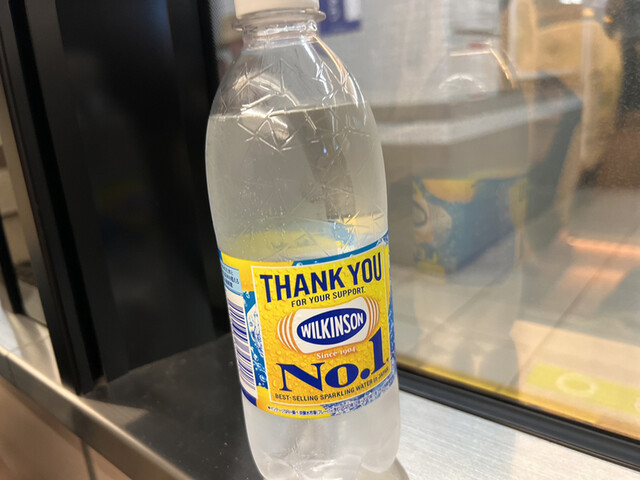 THANK YOU
FOR YOUR SUPPORT.
WILKINSON
Since 1904
No.1
BEST-SELLING SPARKLING WATER in JAPAN